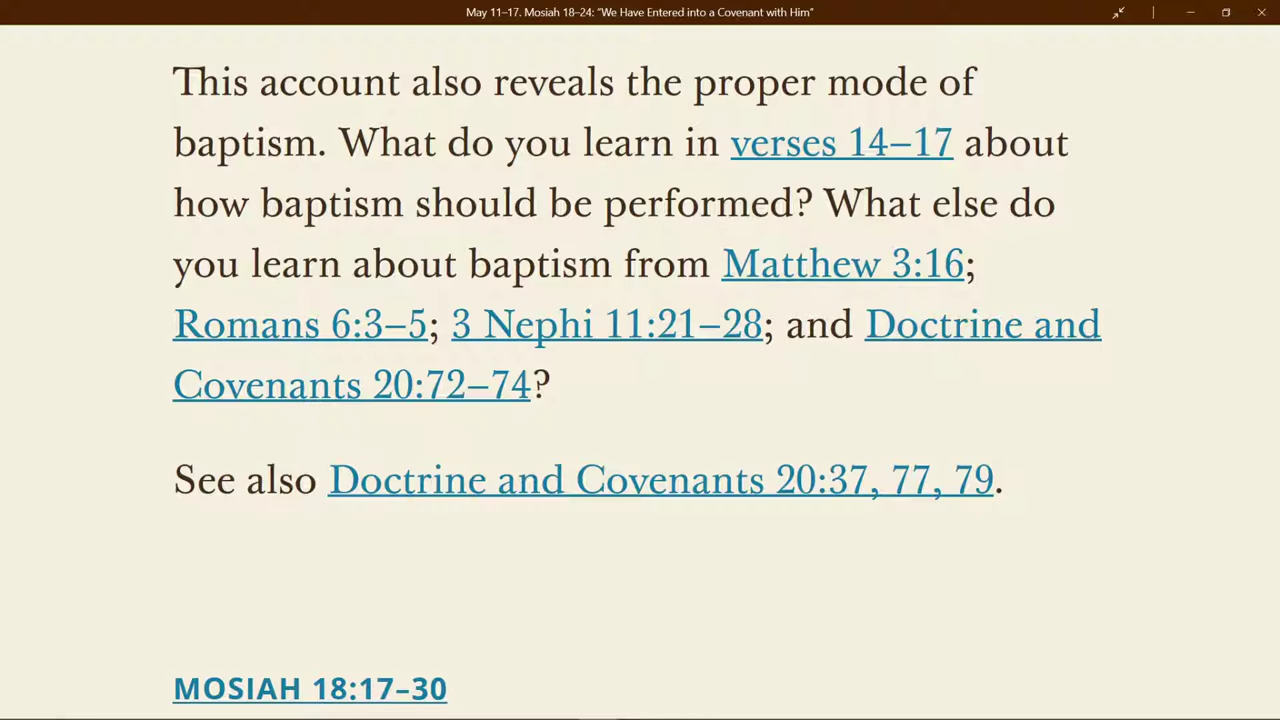 May 11–17. Mosiah 18–24: “We Have Entered into a Covenant with Him”
This account also reveals the proper mode of
baptism. What do you learn in verses 14–17 about
how baptism should be performed? What else do
you learn about baptism from Matthew 3:16;
Romans 6:3–5; 3 Nephi 11:21–28; and Doctrine and
Covenants 20:72–74?
See also Doctrine and Covenants 20:37, 77, 79.
MOSIAH 18:17–30